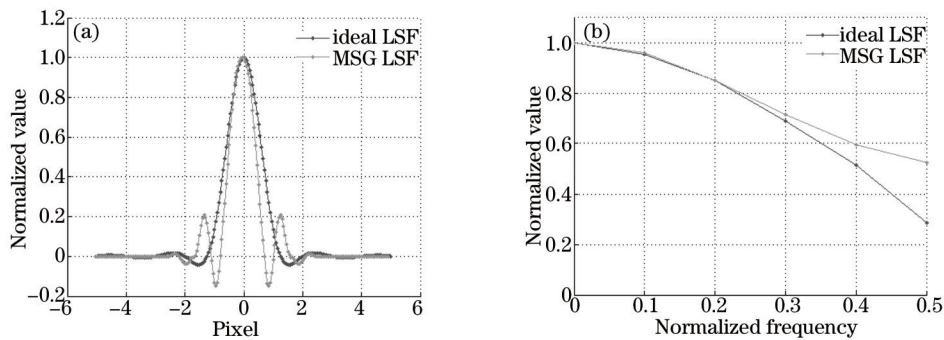 (a)
ideal LSF
MSG LSF
Normalized value
1.2
1.0
0.8
0.6
0.4
0.2
0
−0.2
−6
−4
−2
0
2
4
6
Pixel
(b)
ideal LSF
MSG LSF
Normalized value
1.0
0.8
0.6
0.4
0.2
0
0
0.1
0.2
0.3
0.4
0.5
Normalized frequency